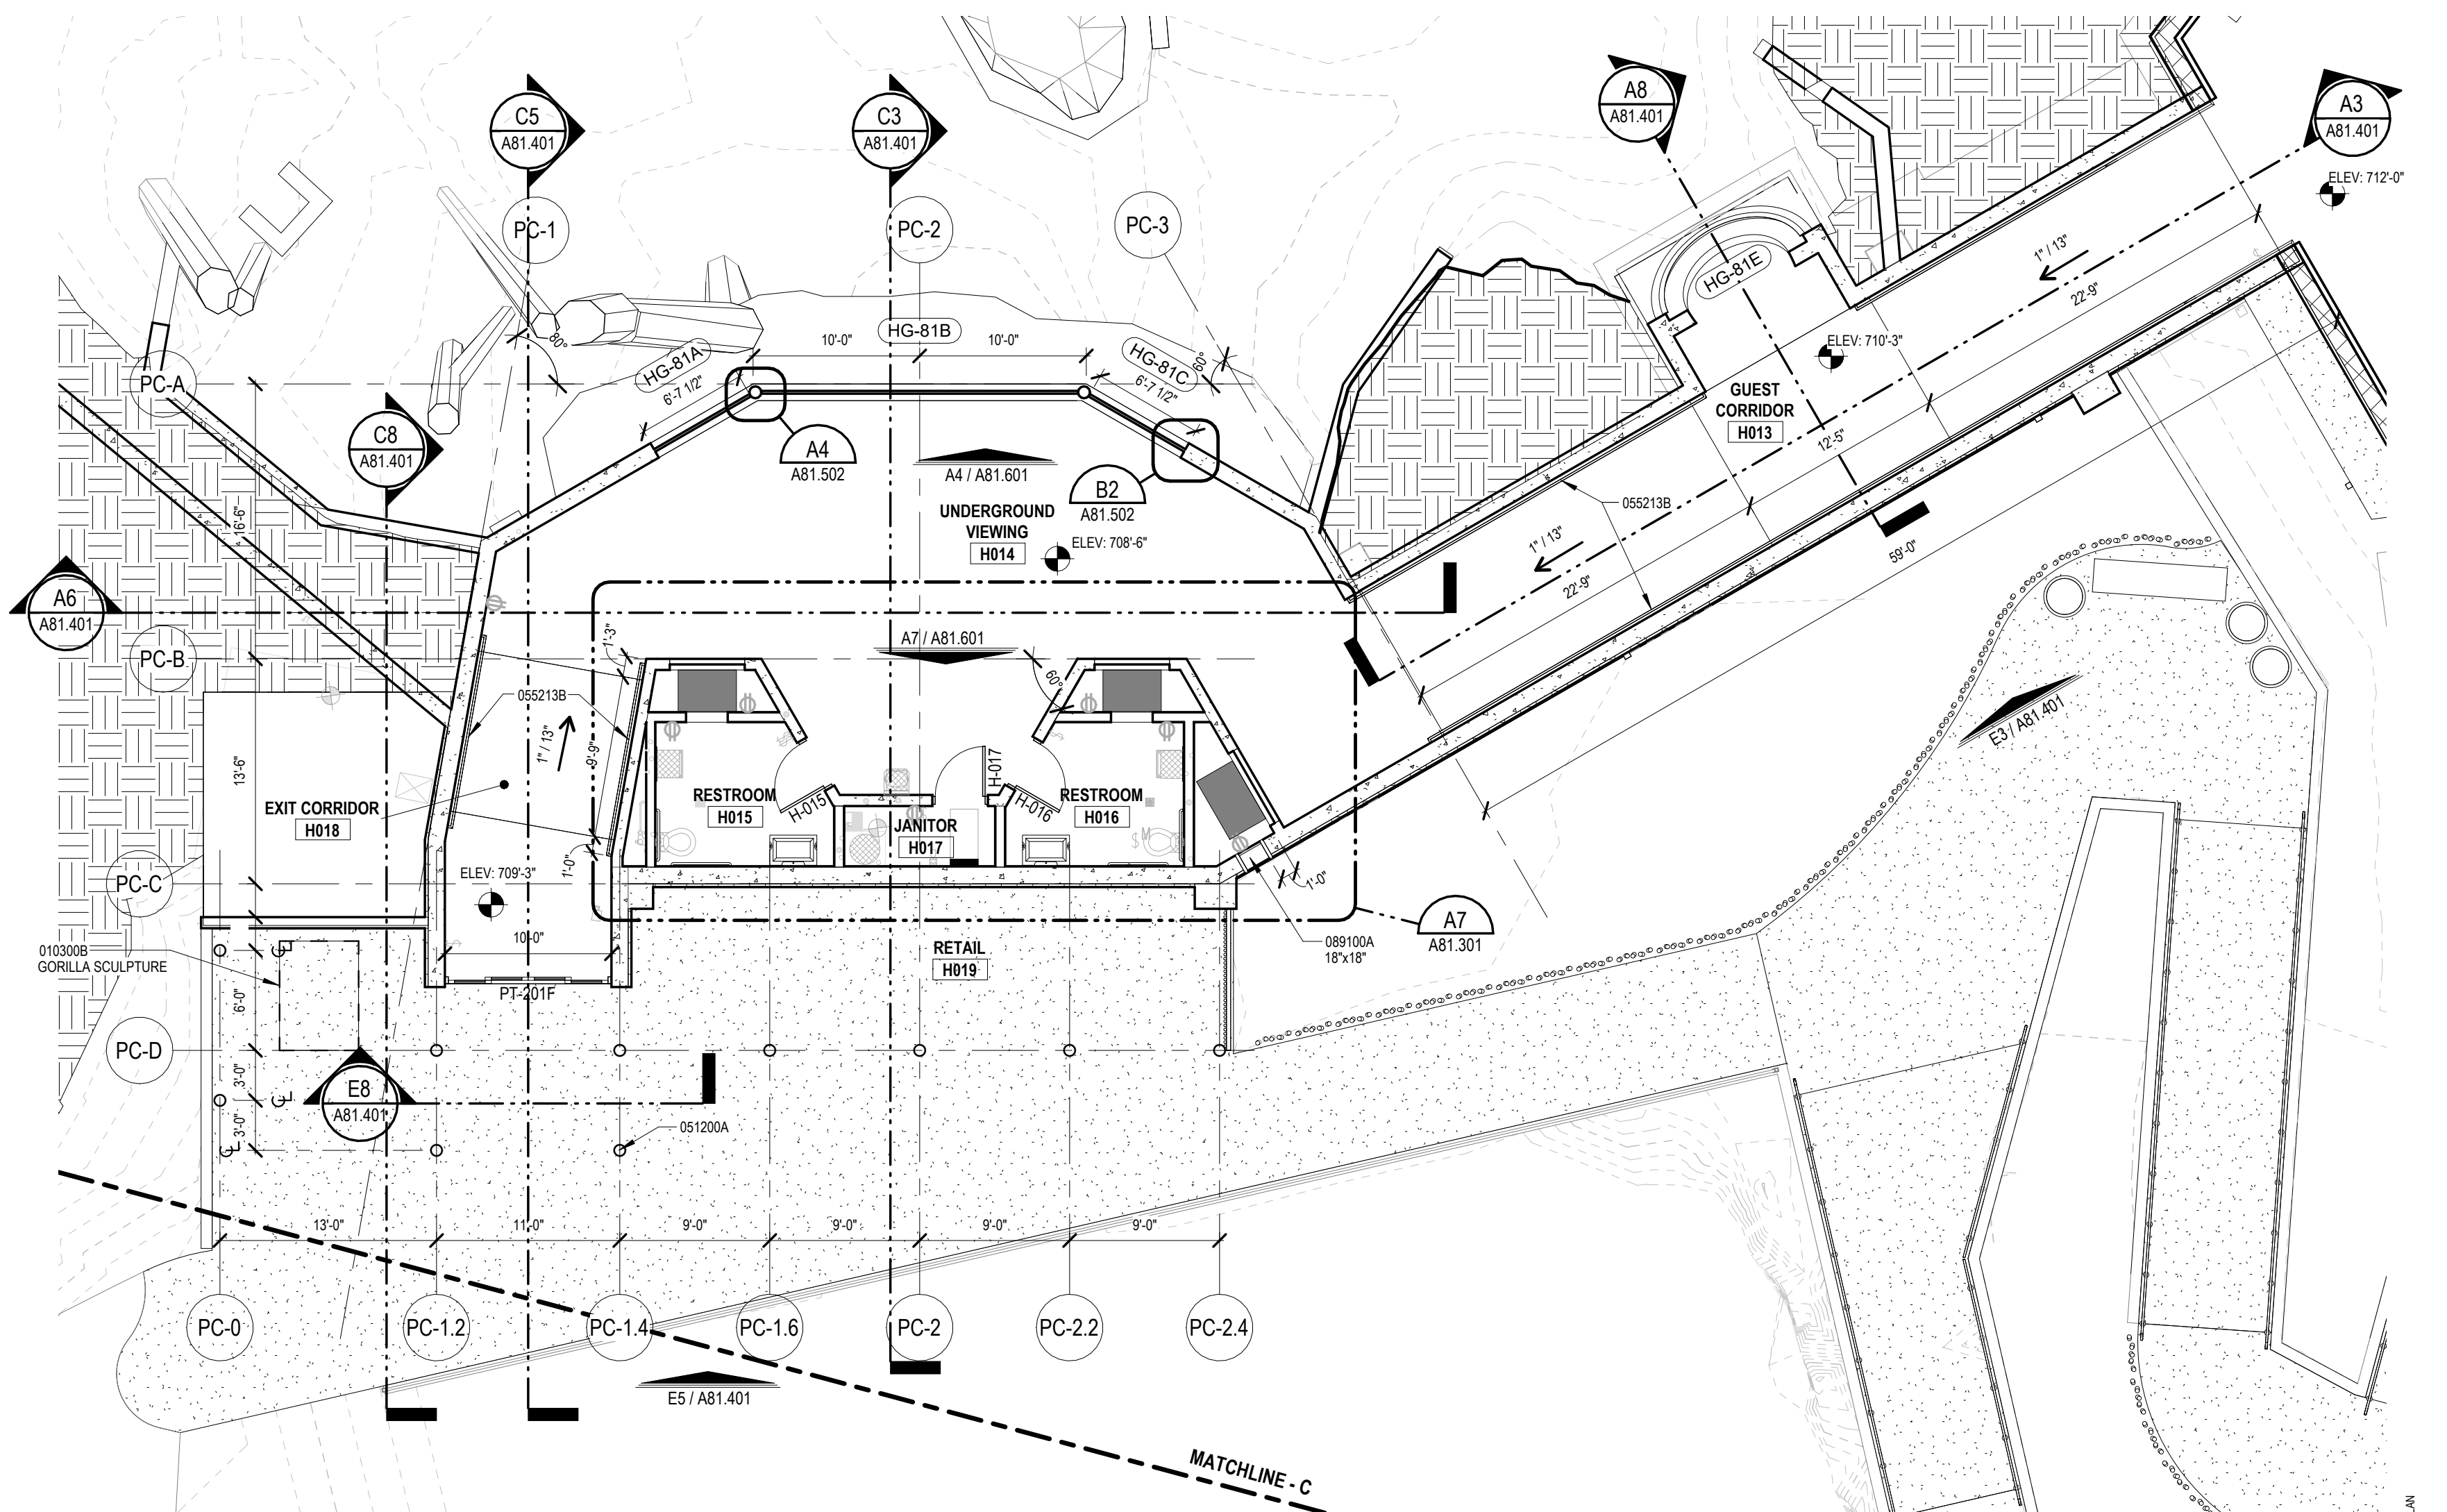 C5
A81.401
C3
A81.401
A8
A81.401
A3
A81.401
ELEV: 712'-0"
PC-1
PC-2
PC-3
1" / 13"
22'-9"
HG-81E
ELEV: 710'-3"
HG-81B
10'-0"
10'-0"
80°
HG-81A
6'-7 1/2"
HG-81C
6'-7 1/2"
60°
PC-A
GUEST
CORRIDOR
H013
12'-5"
C8
A81.401
A4
A81.502
A4 / A81.601
B2
A81.502
055213B
16'-6"
UNDERGROUND
VIEWING
H014
ELEV: 708'-6"
1" / 13"
22'-9"
59'-0"
A6
A81.401
PC-B
1'-3"
A7 / A81.601
60°
055213B
1" / 13"
9'-9"
E3 / A81.401
13'-6"
H-017
EXIT CORRIDOR
H018
RESTROOM
H015
H-015
JANITOR
H017
H-016
RESTROOM
H016
M
PC-C
ELEV: 709'-3"
1'-0"
1'-0"
A7
A81.301
10'-0"
010300B
GORILLA SCULPTURE
RETAIL
H019
089100A
18"x18"
PT-201F
6'-0"
PC-D
3'-0"
E8
A81.401
3'-0"
051200A
13'-0"
11'-0"
9'-0"
9'-0"
9'-0"
9'-0"
PC-0
PC-1.2
PC-1.4
PC-1.6
PC-2
PC-2.2
PC-2.4
E5 / A81.401
MATCHLINE - C